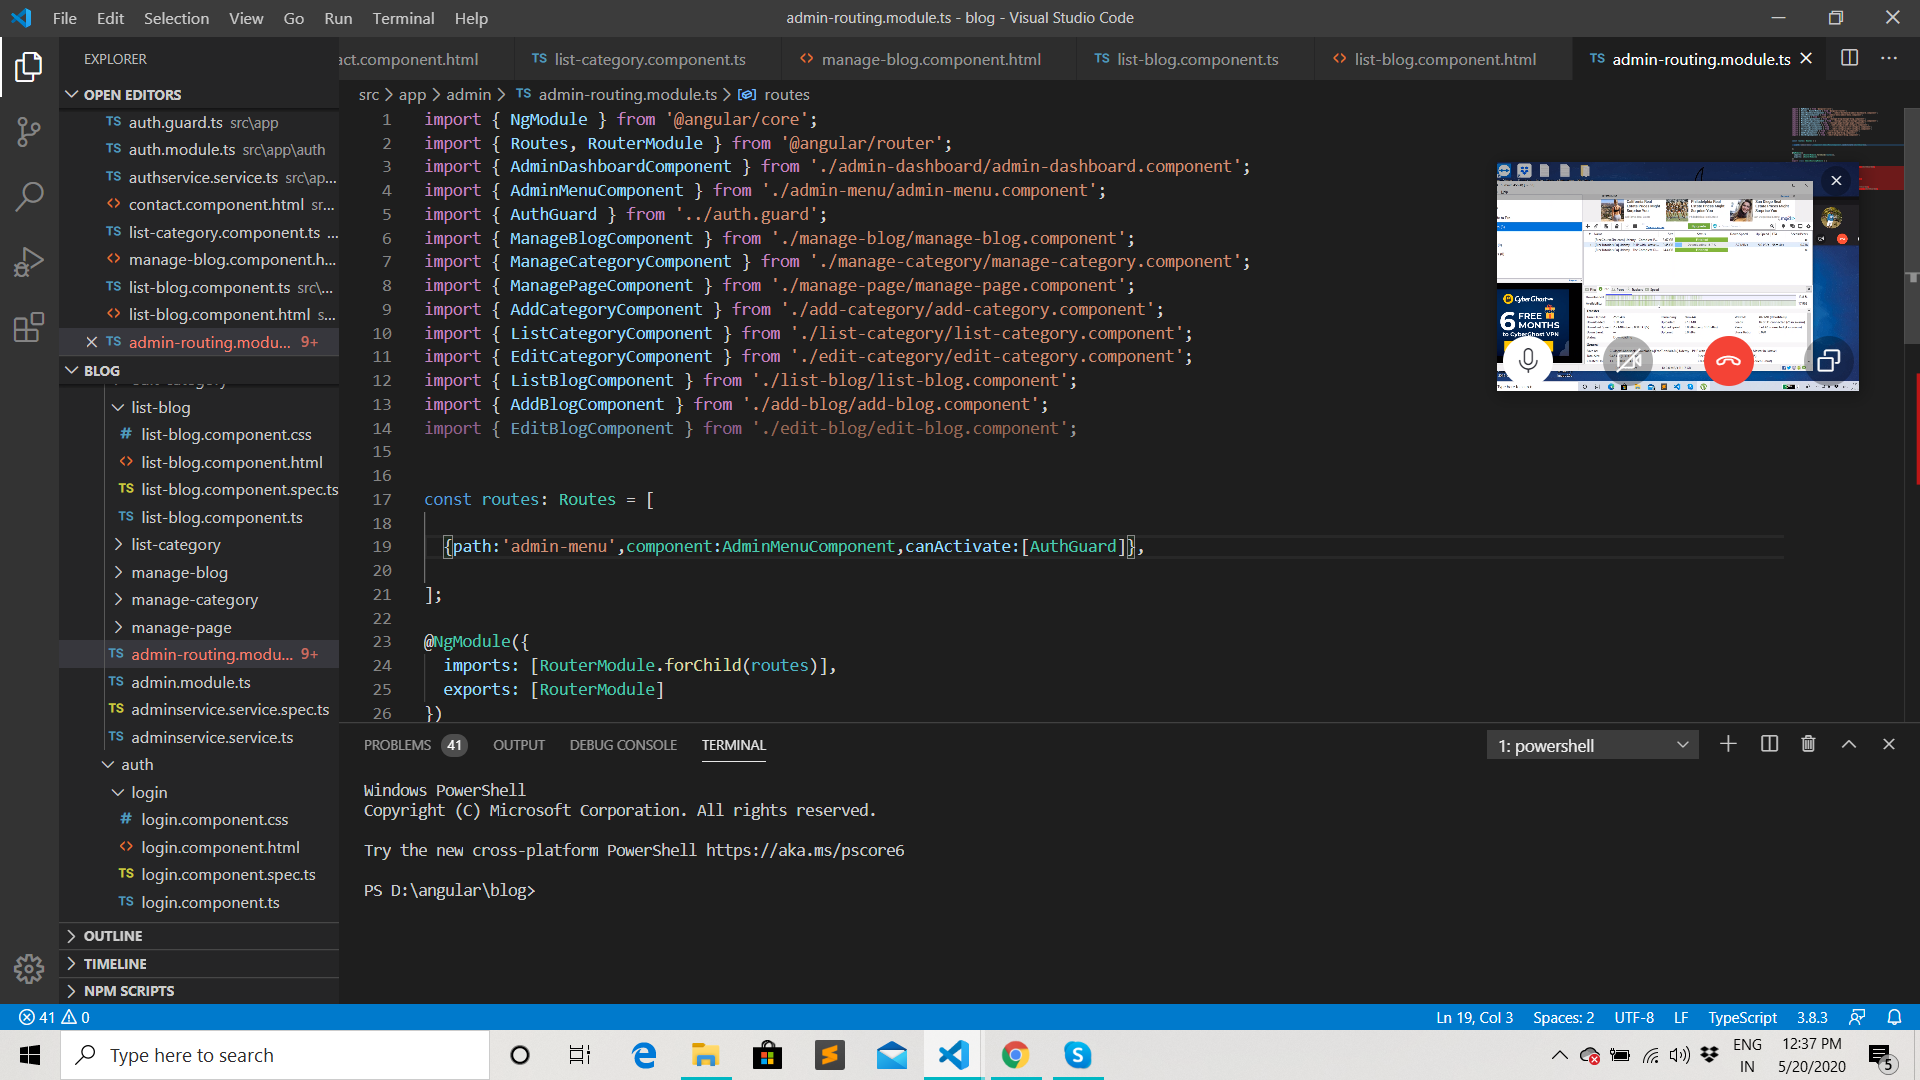 File Edit Selection View Go Run Terminal Help
admin-routing.module.ts - blog - Visual Studio Code
EXPLORER
OPEN EDITORS
TS auth.guard.ts src\app
TS auth.module.ts src\app\auth
TS authservice.service.ts src\ap...
<> contact.component.html sr...
TS list-category.component.ts ...
<> manage-blog.component.h...
TS list-blog.component.ts src\...
<> list-blog.component.html s...
TS admin-routing.modu... 9+
BLOG
list-blog
# list-blog.component.css
<> list-blog.component.html
TS list-blog.component.spec.ts
TS list-blog.component.ts
list-category
manage-blog
manage-category
manage-page
TS admin-routing.modu... 9+
TS admin.module.ts
TS adminservice.service.spec.ts
TS adminservice.service.ts
auth
login
# login.component.css
<> login.component.html
TS login.component.spec.ts
TS login.component.ts
OUTLINE
TIMELINE
NPM SCRIPTS
act.component.html TS list-category.component.ts <> manage-blog.component.html TS list-blog.component.ts <> list-blog.component.html TS admin-routing.module.ts
src > app > admin > TS admin-routing.module.ts > routes
1 import { NgModule } from '@angular/core';
2 import { Routes, RouterModule } from '@angular/router';
3 import { AdminDashboardComponent } from './admin-dashboard/admin-dashboard.component';
4 import { AdminMenuComponent } from './admin-menu/admin-menu.component';
5 import { AuthGuard } from '../auth.guard';
6 import { ManageBlogComponent } from './manage-blog/manage-blog.component';
7 import { ManageCategoryComponent } from './manage-category/manage-category.component';
8 import { ManagePageComponent } from './manage-page/manage-page.component';
9 import { AddCategoryComponent } from './add-category/add-category.component';
10 import { ListCategoryComponent } from './list-category/list-category.component';
11 import { EditCategoryComponent } from './edit-category/edit-category.component';
12 import { ListBlogComponent } from './list-blog/list-blog.component';
13 import { AddBlogComponent } from './add-blog/add-blog.component';
14 import { EditBlogComponent } from './edit-blog/edit-blog.component';
15
16
17 const routes: Routes = [
18
19 {path:'admin-menu',component:AdminMenuComponent,canActivate:[AuthGuard]},
20
21 ];
22
23 @NgModule({
24 imports: [RouterModule.forChild(routes)],
25 exports: [RouterModule]
26 })
CyberGhost VPN
6 FREE MONTHS
to CyberGhost VPN
PROBLEMS 41 OUTPUT DEBUG CONSOLE TERMINAL
1: powershell
Windows PowerShell
Copyright (C) Microsoft Corporation. All rights reserved.
Try the new cross-platform PowerShell https://aka.ms/pscore6
PS D:\angular\blog>
41 0
Ln 19, Col 3 Spaces: 2 UTF-8 LF TypeScript 3.8.3
Type here to search
ENG
IN
12:37 PM
5/20/2020
5